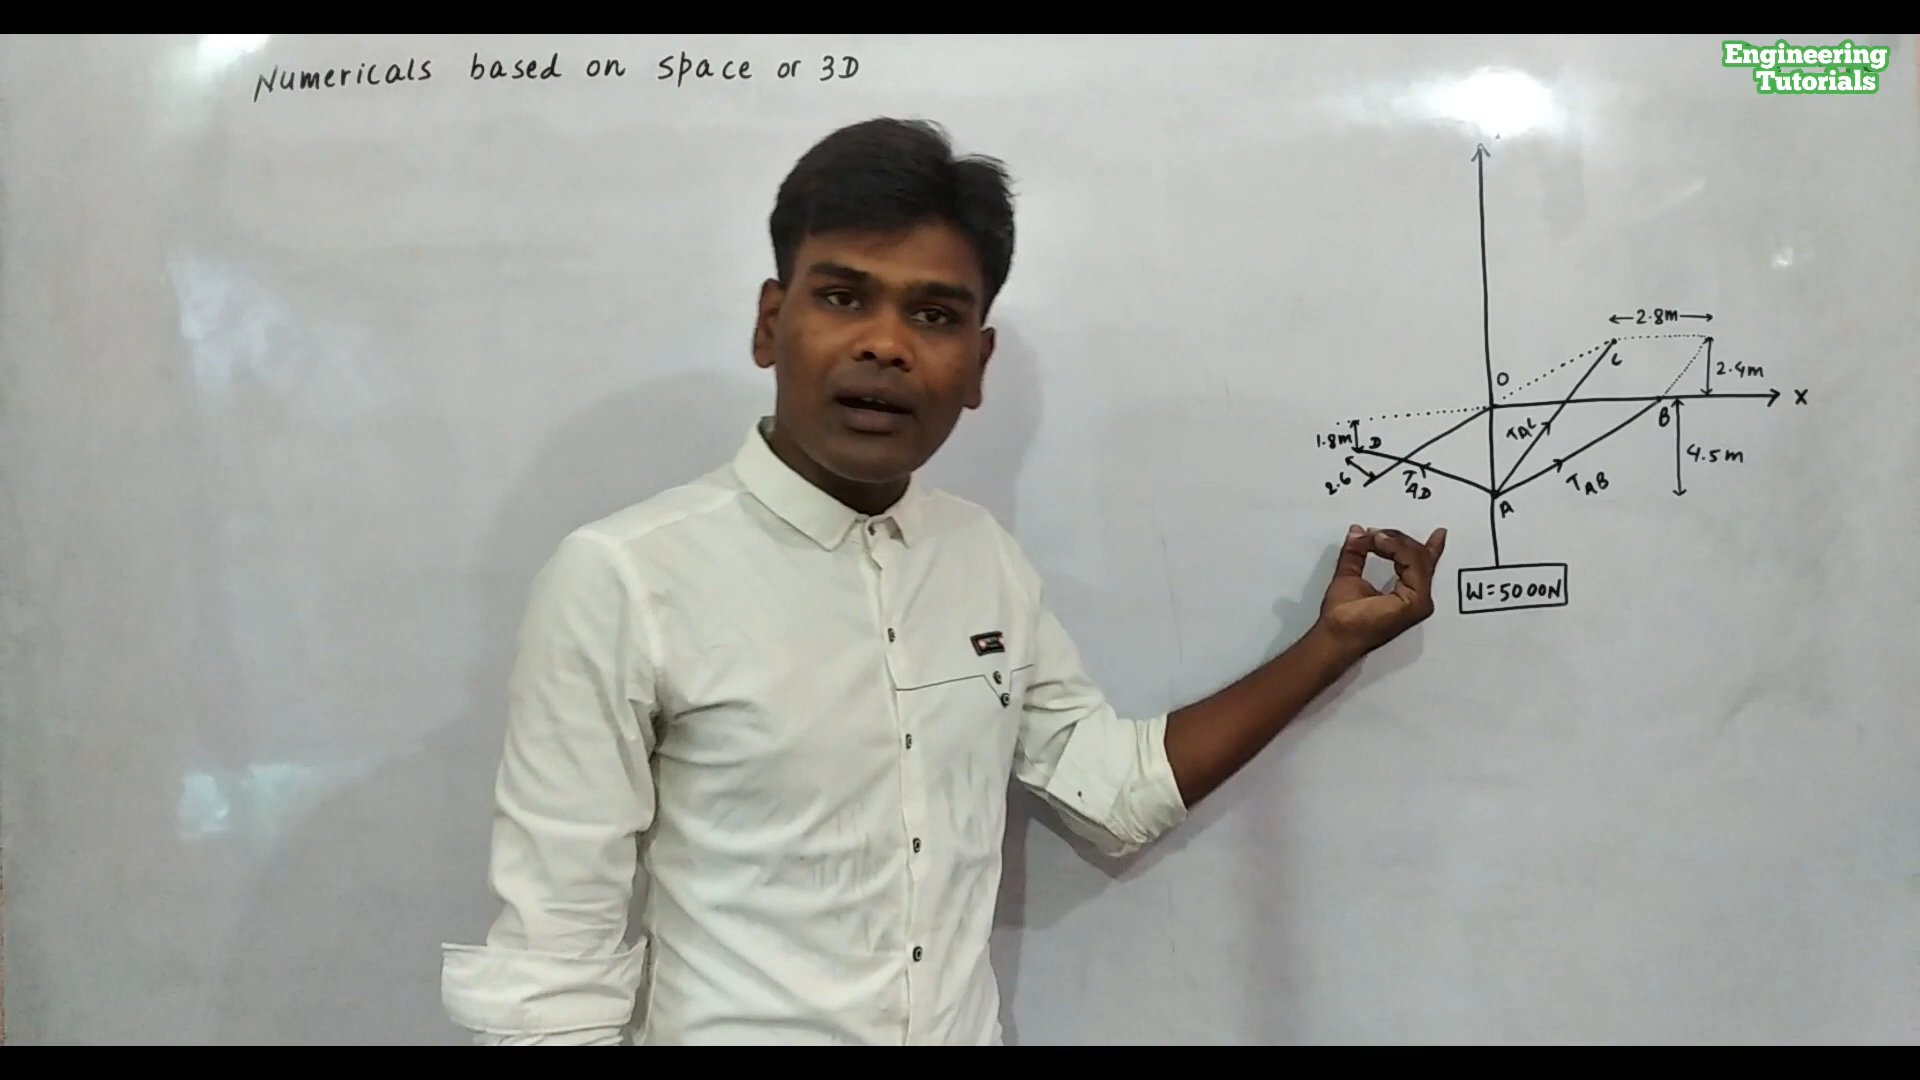 Numericals based on space or 3D
Engineering
Tutorials
2.8m
C
2.4m
O
X
B
1.8m
D
TAC
4.5m
2.6
TAD
TAB
A
W=5000N